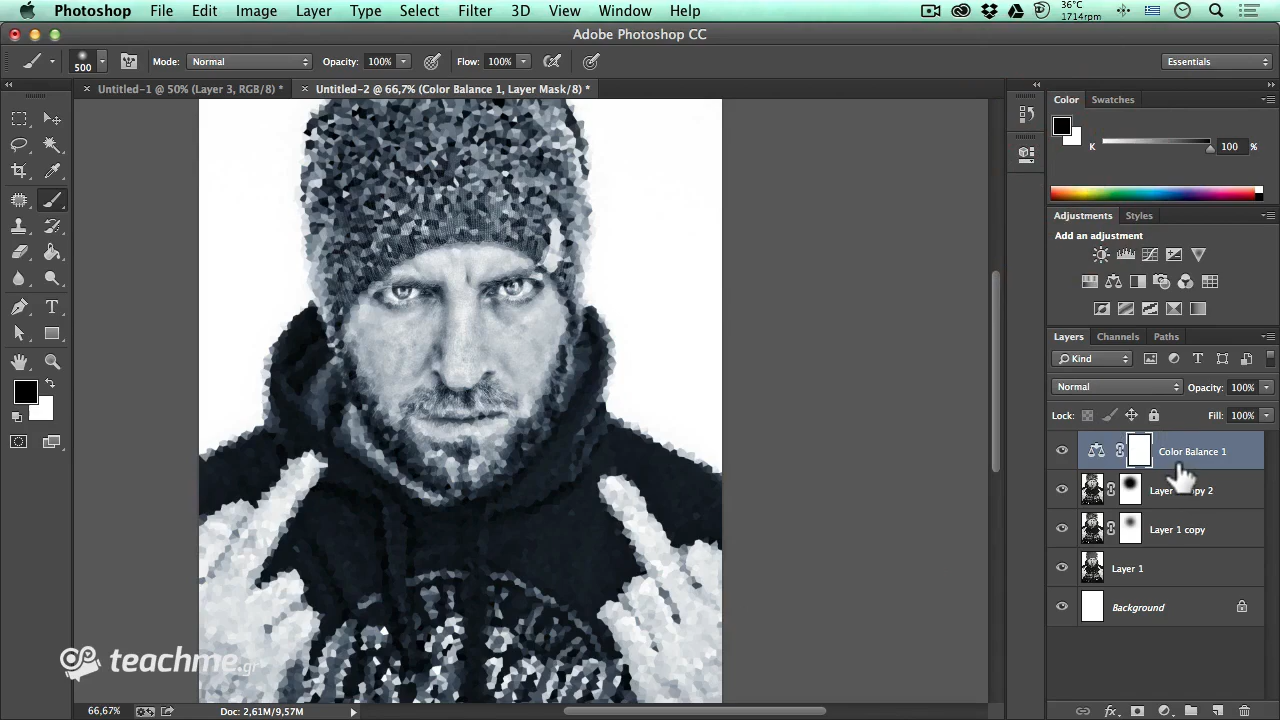 Photoshop File Edit Image Layer Type Select Filter 3D View Window Help 36°C 1714rpm
Adobe Photoshop CC
500 Mode: Normal Opacity: 100% Flow: 100% Essentials
× Untitled-1 @ 50% (Layer 3, RGB/8) * × Untitled-2 @ 66,7% (Color Balance 1, Layer Mask/8) *
Color Swatches
K 100 %
Adjustments Styles
Add an adjustment
Layers Channels Paths
Kind
Normal Opacity: 100%
Lock: Fill: 100%
Color Balance 1
Layer 2
Layer 1 copy
Layer 1
Background
teachme.gr
66,67% Doc: 2,61M/9,57M